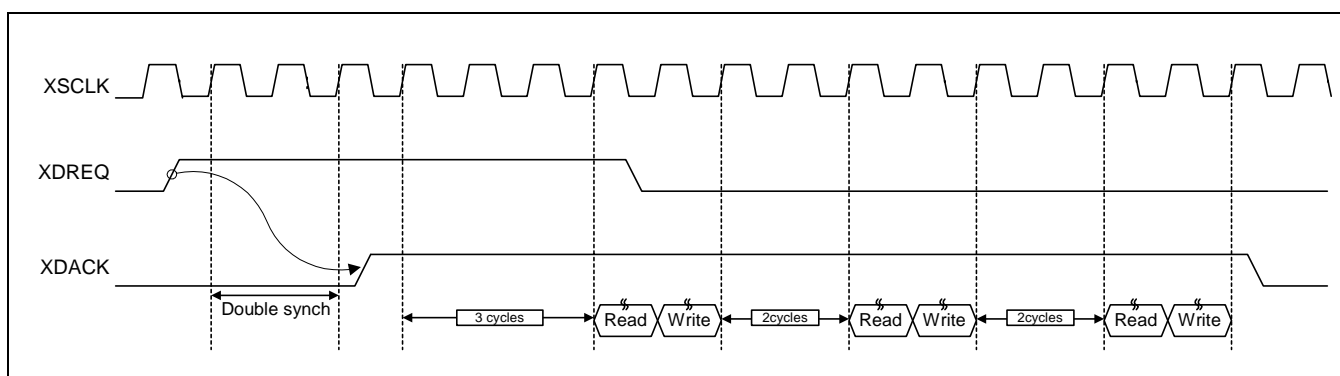 XSCLK
XDREQ
XDACK
Double synch
3 cycles
Read
Write
2cycles
Read
Write
2cycles
Read
Write